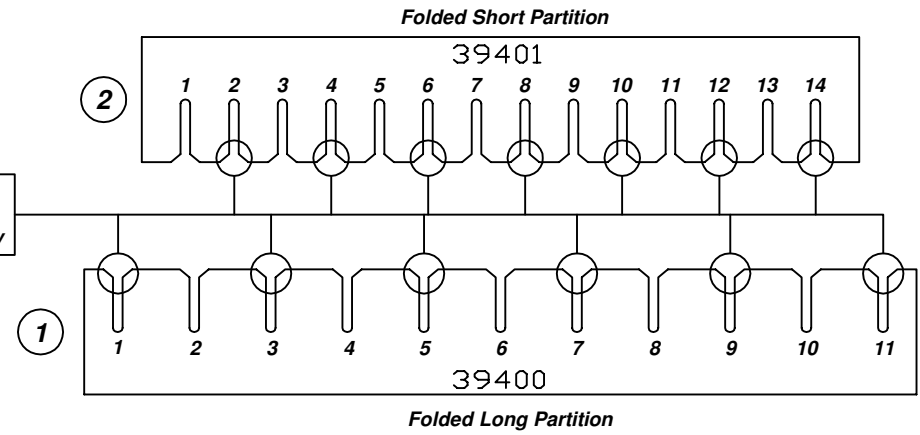 Folded Short Partition
39401
2
1 2 3 4 5 6 7 8 9 10 11 12 13 14
1
1 2 3 4 5 6 7 8 9 10 11
39400
Folded Long Partition